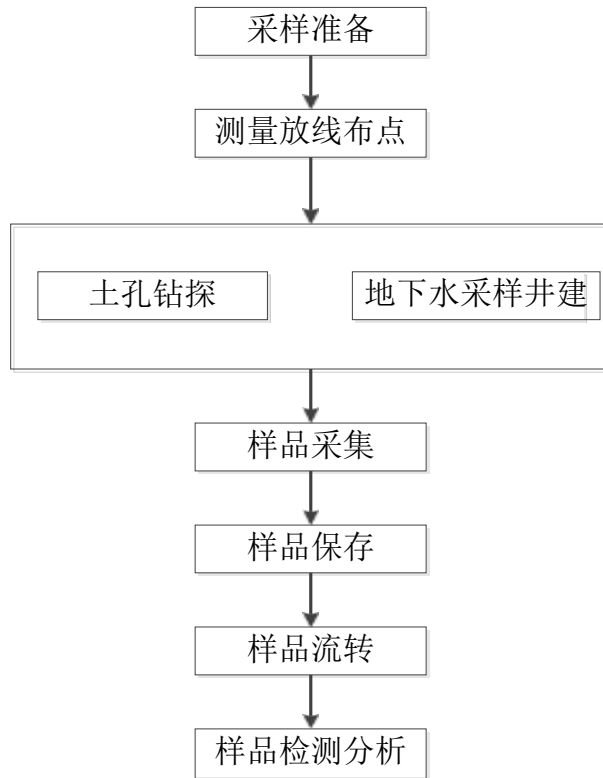 采样准备
测量放线布点
土孔钻探
地下水采样井建
样品采集
样品保存
样品流转
样品检测分析